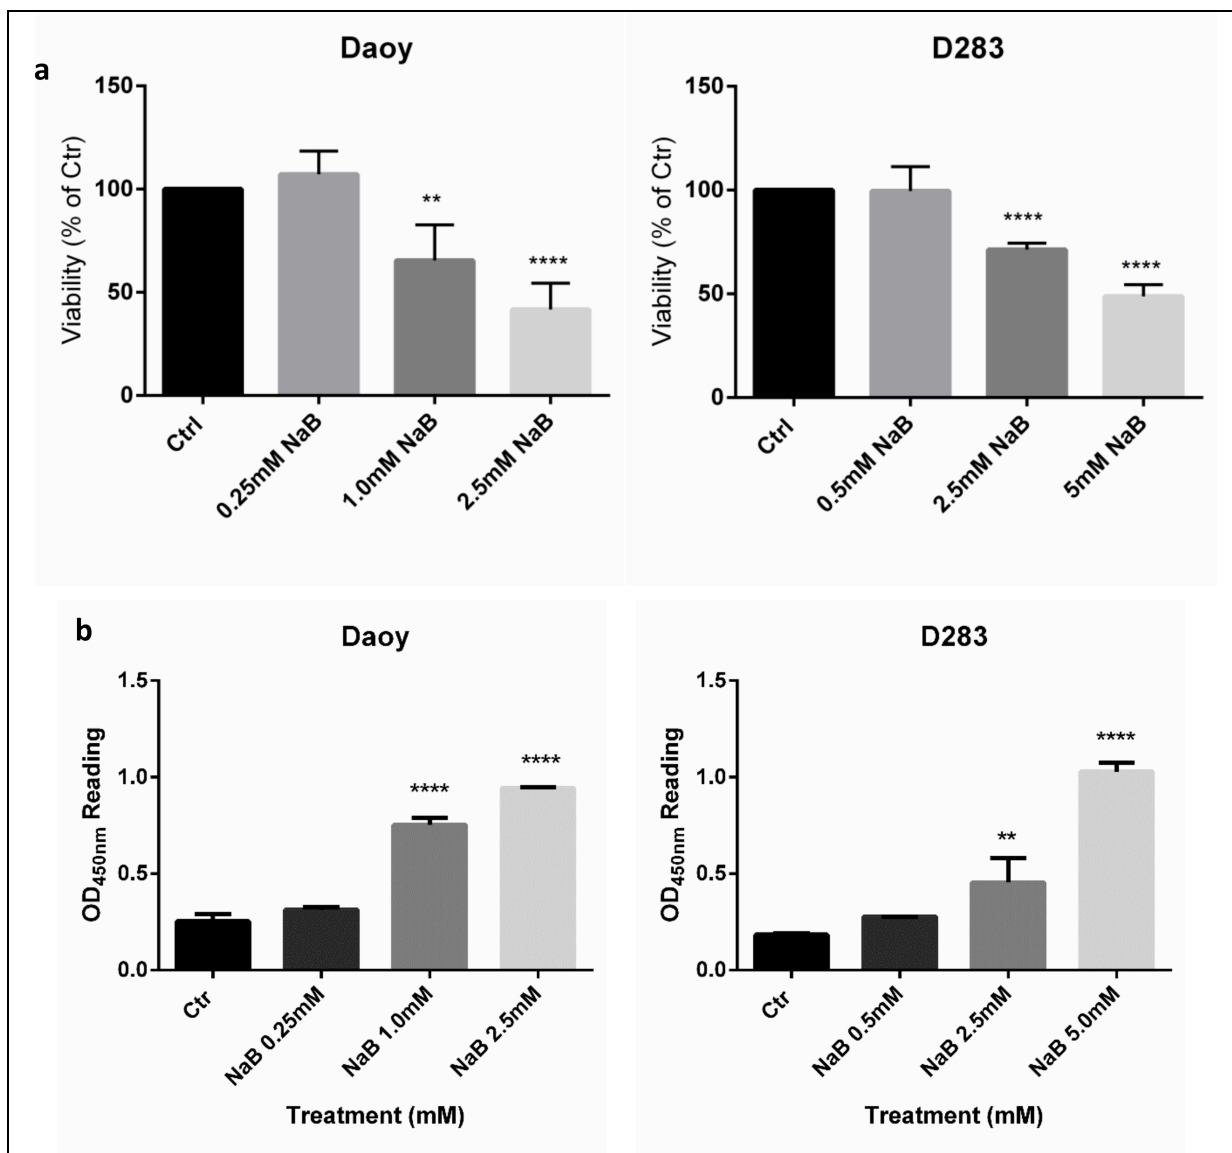 a
Daoy
150
100
50
0
Viability (% of Ctr)
**
****
Ctrl
0.25mM NaB
1.0mM NaB
2.5mM NaB
D283
150
100
50
0
Viability (% of Ctr)
****
****
Ctrl
0.5mM NaB
2.5mM NaB
5mM NaB
b
Daoy
1.5
1.0
0.5
0.0
OD450nm Reading
****
****
Ctr
NaB 0.25mM
NaB 1.0mM
NaB 2.5mM
Treatment (mM)
D283
1.5
1.0
0.5
0.0
OD450nm Reading
**
****
Ctr
NaB 0.5mM
NaB 2.5mM
NaB 5.0mM
Treatment (mM)